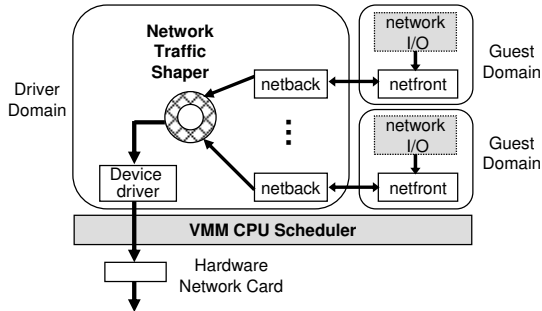 Network
Traffic
Shaper
network
I/O
Guest
Domain
netback
netfront
Driver
Domain
network
I/O
Guest
Domain
Device
driver
netback
netfront
VMM CPU Scheduler
Hardware
Network Card